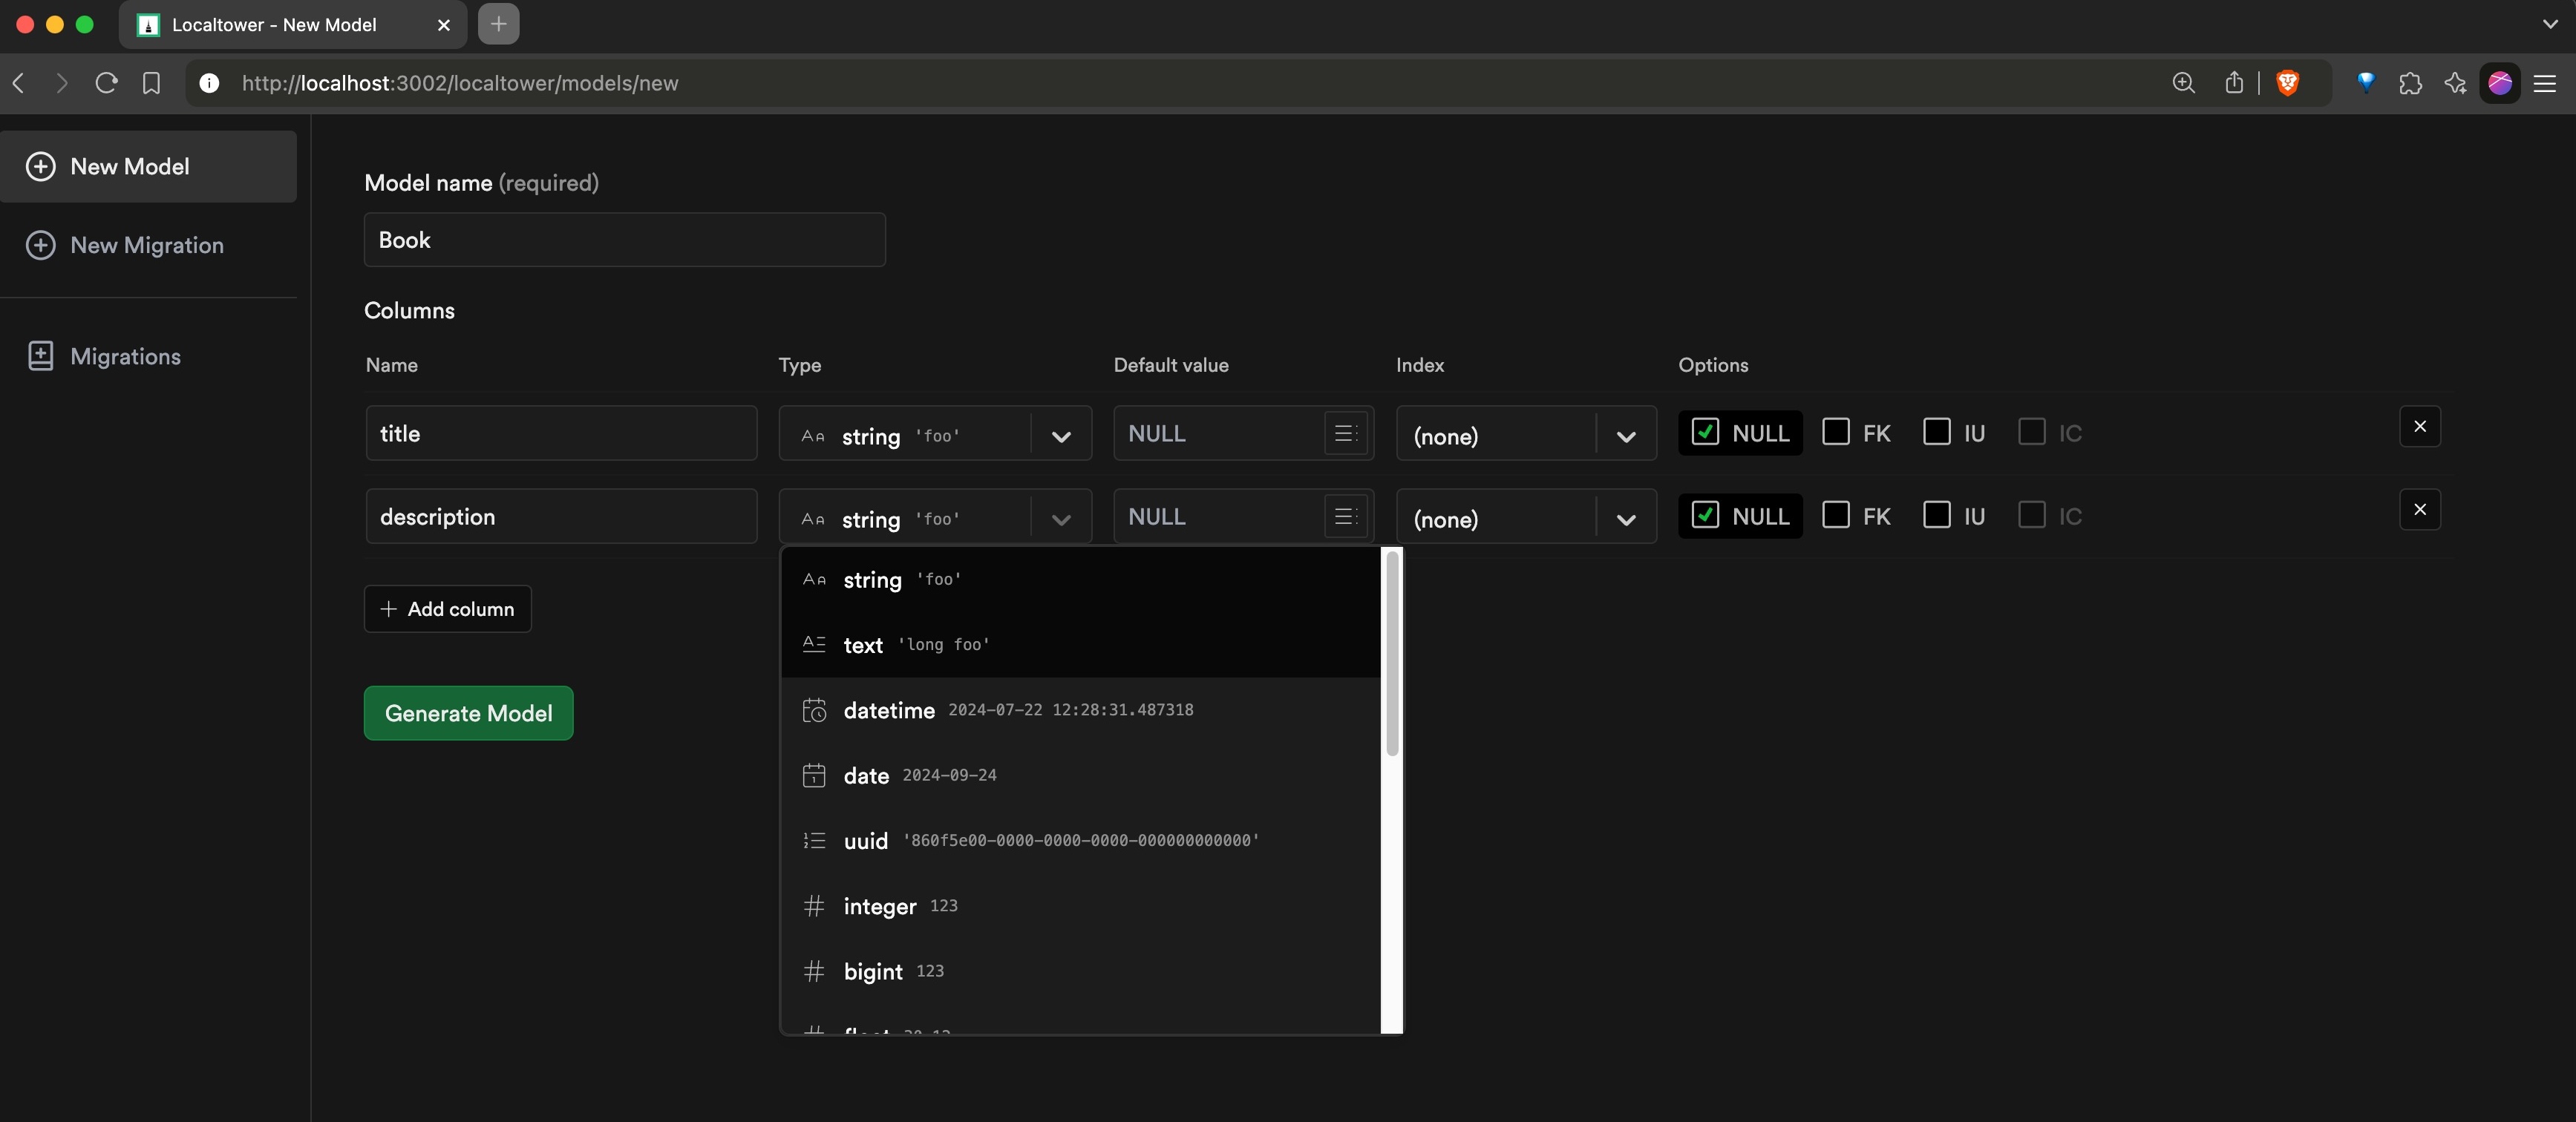 Localtower - New Model
http://localhost:3002/localtower/models/new
New Model
New Migration
Migrations
Model name (required)
Book
Columns
Name Type Default value Index Options
title Aa string 'foo' NULL (none) NULL FK IU IC
description Aa string 'foo' NULL (none) NULL FK IU IC
Aa string 'foo'
text 'long foo'
datetime 2024-07-22 12:28:31.487318
date 2024-09-24
uuid '860f5e00-0000-0000-0000-000000000000'
integer 123
bigint 123
Add column
Generate Model